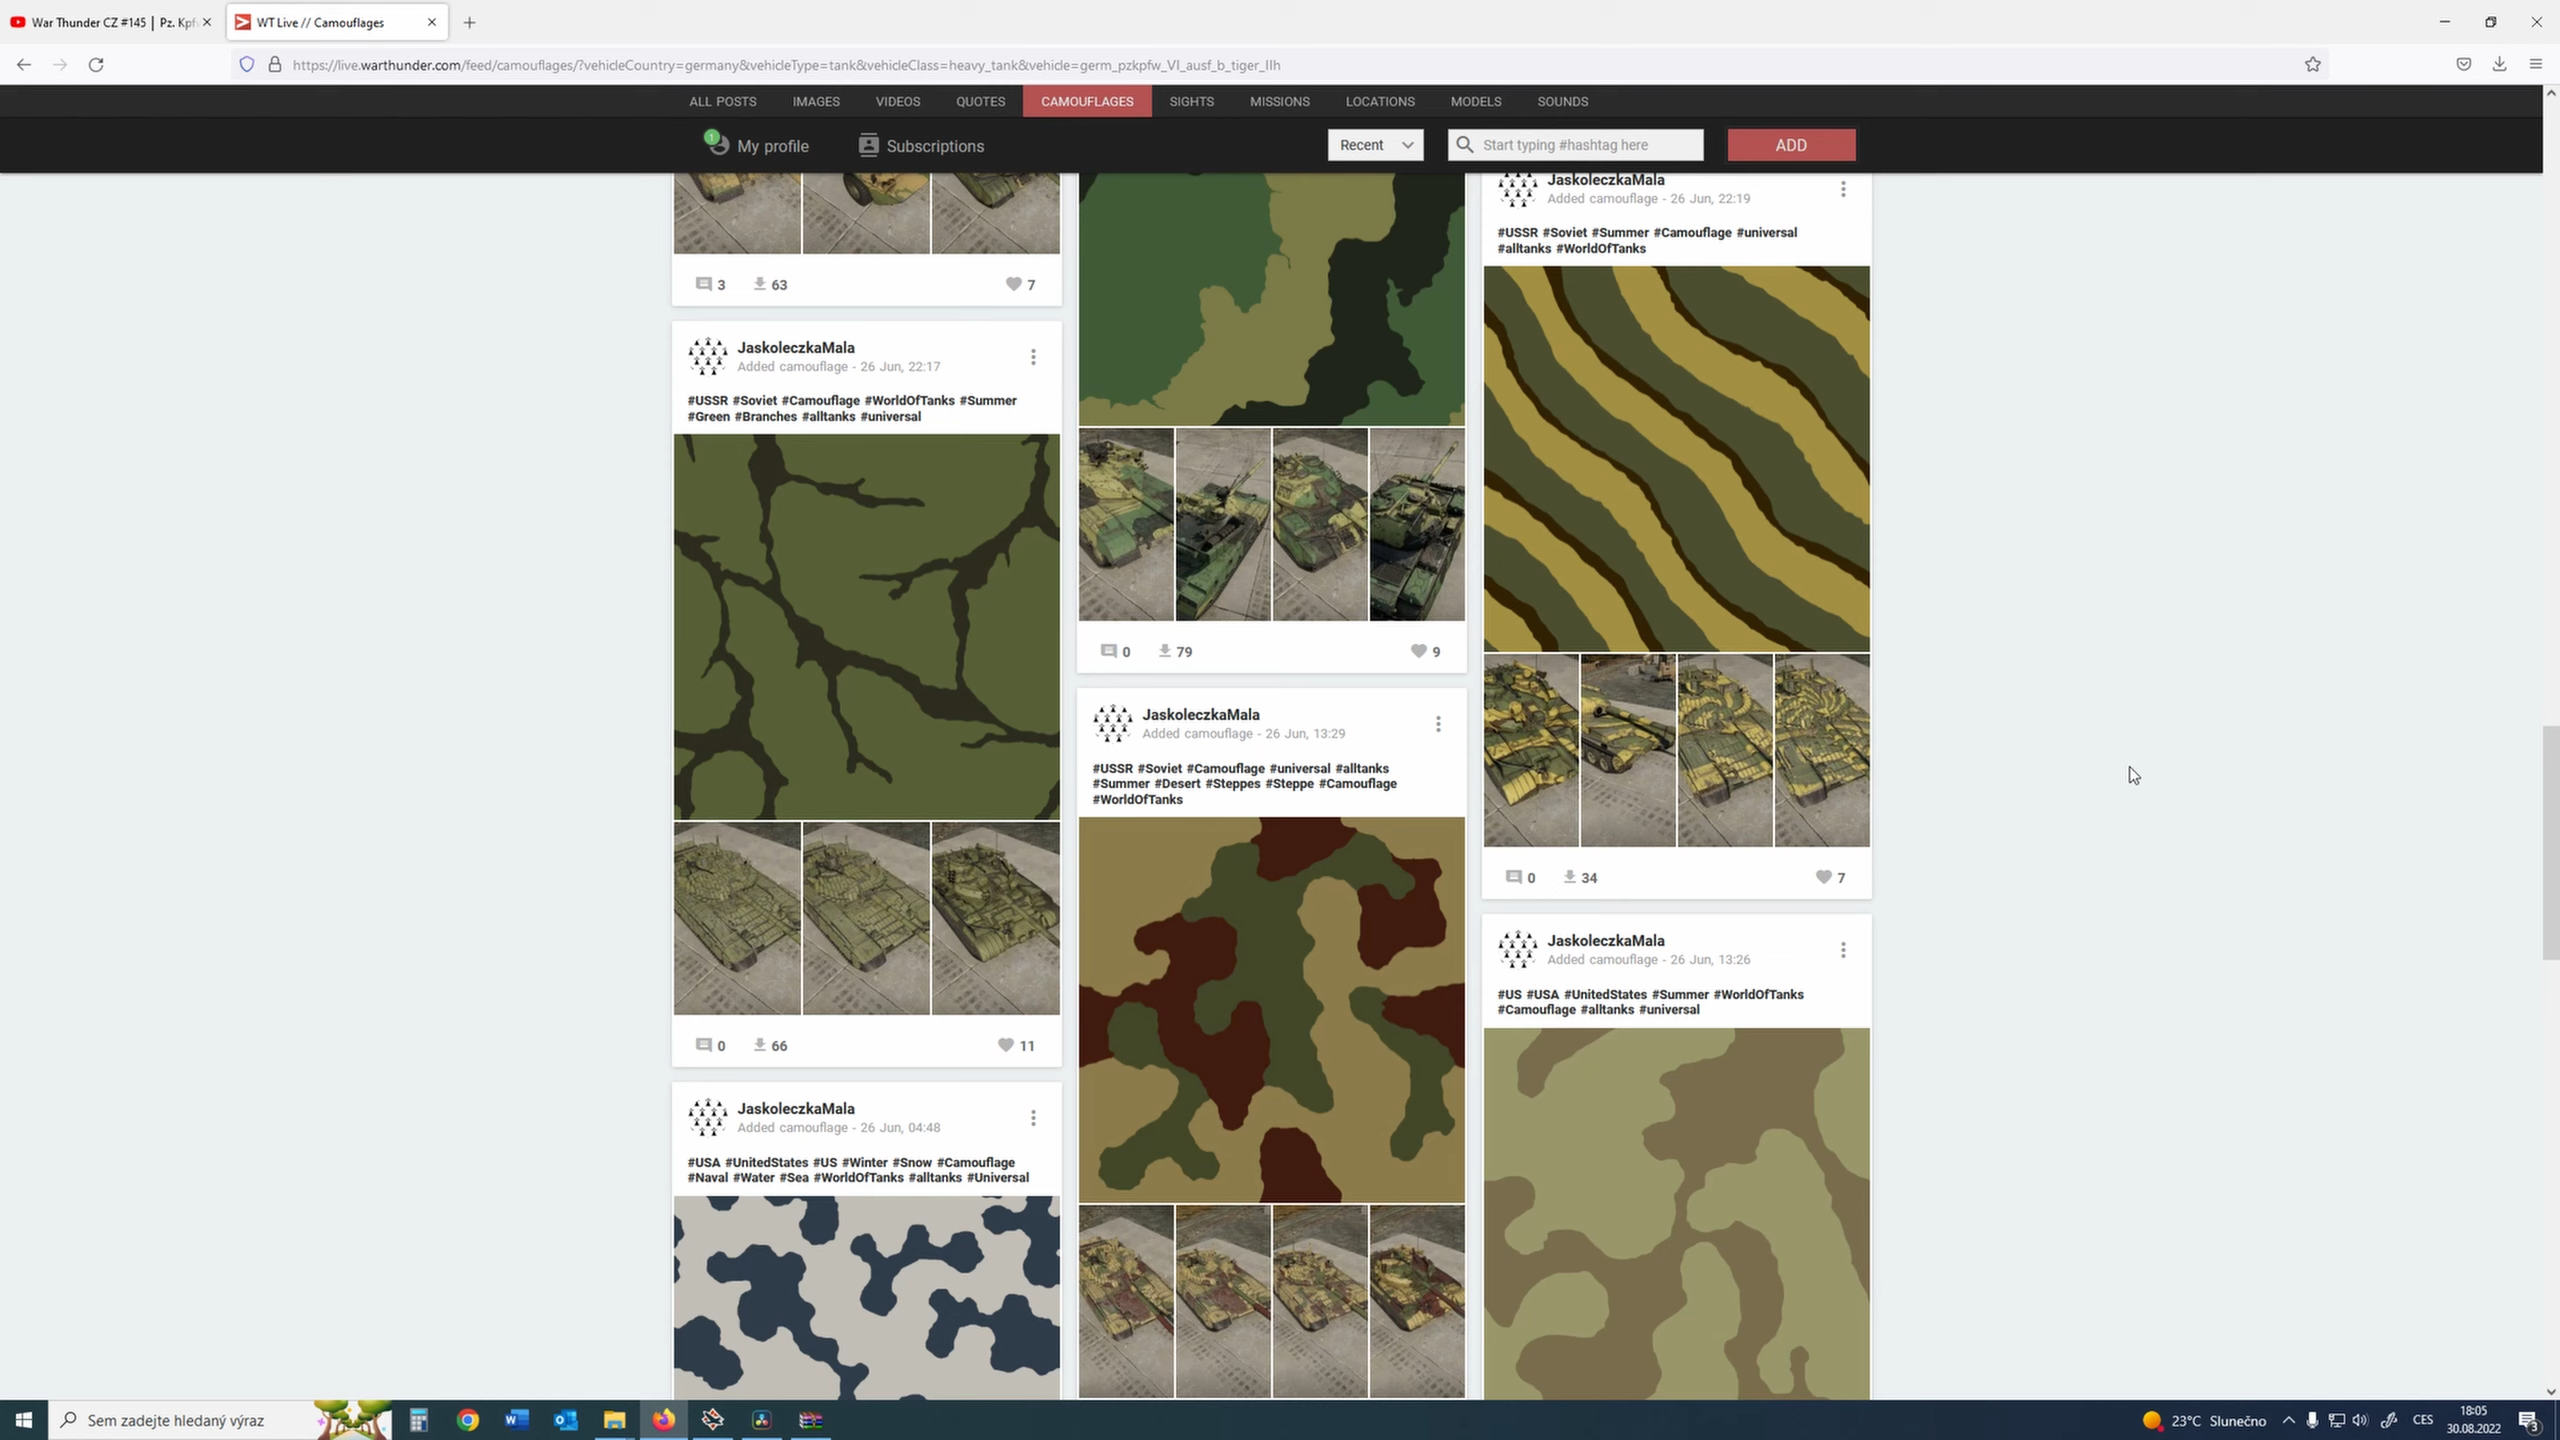 War Thunder CZ #145 | Pz. Kpf
WT Live // Camouflages
https://live.warthunder.com/feed/camouflages/?vehicleCountry=germany&vehicleType=tank&vehicleClass=heavy_tank&vehicle=germ_pzkpfw_VI_ausf_b_tiger_IIh
ALL POSTS IMAGES VIDEOS QUOTES CAMOUFLAGES SIGHTS MISSIONS LOCATIONS MODELS SOUNDS
1 My profile Subscriptions Recent Start typing #hashtag here ADD
3 63 7
JaskoleczkaMala
Added camouflage - 26 Jun, 22:17
#USSR #Soviet #Camouflage #WorldOfTanks #Summer
#Green #Branches #alltanks #universal
0 66 11
JaskoleczkaMala
Added camouflage - 26 Jun, 04:48
#USA #UnitedStates #US #Winter #Snow #Camouflage
#Naval #Water #Sea #WorldOfTanks #alltanks #Universal
0 79 9
JaskoleczkaMala
Added camouflage - 26 Jun, 13:29
#USSR #Soviet #Camouflage #universal #alltanks
#Summer #Desert #Steppes #Steppe #Camouflage
#WorldOfTanks
JaskoleczkaMala
Added camouflage - 26 Jun, 22:19
#USSR #Soviet #Summer #Camouflage #universal
#alltanks #WorldOfTanks
0 34 7
JaskoleczkaMala
Added camouflage - 26 Jun, 13:26
#US #USA #UnitedStates #Summer #WorldOfTanks
#Camouflage #alltanks #universal
Sem zadejte hledaný výraz
23°C Slunečno
CES
18:05
30.08.2022
3